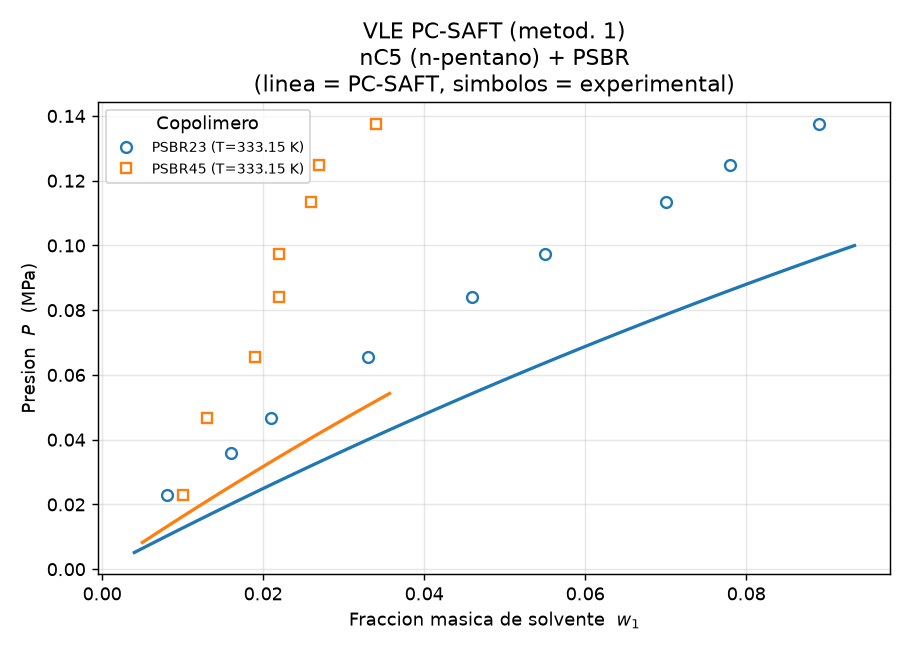 VLE PC-SAFT (metod. 1)
nC5 (n-pentano) + PSBR
(linea = PC-SAFT, simbolos = experimental)
Copolimero
PSBR23 (T=333.15 K)
PSBR45 (T=333.15 K)
Presion P (MPa)
0.14
0.12
0.10
0.08
0.06
0.04
0.02
0.00
0.00 0.02 0.04 0.06 0.08
Fraccion masica de solvente w₁